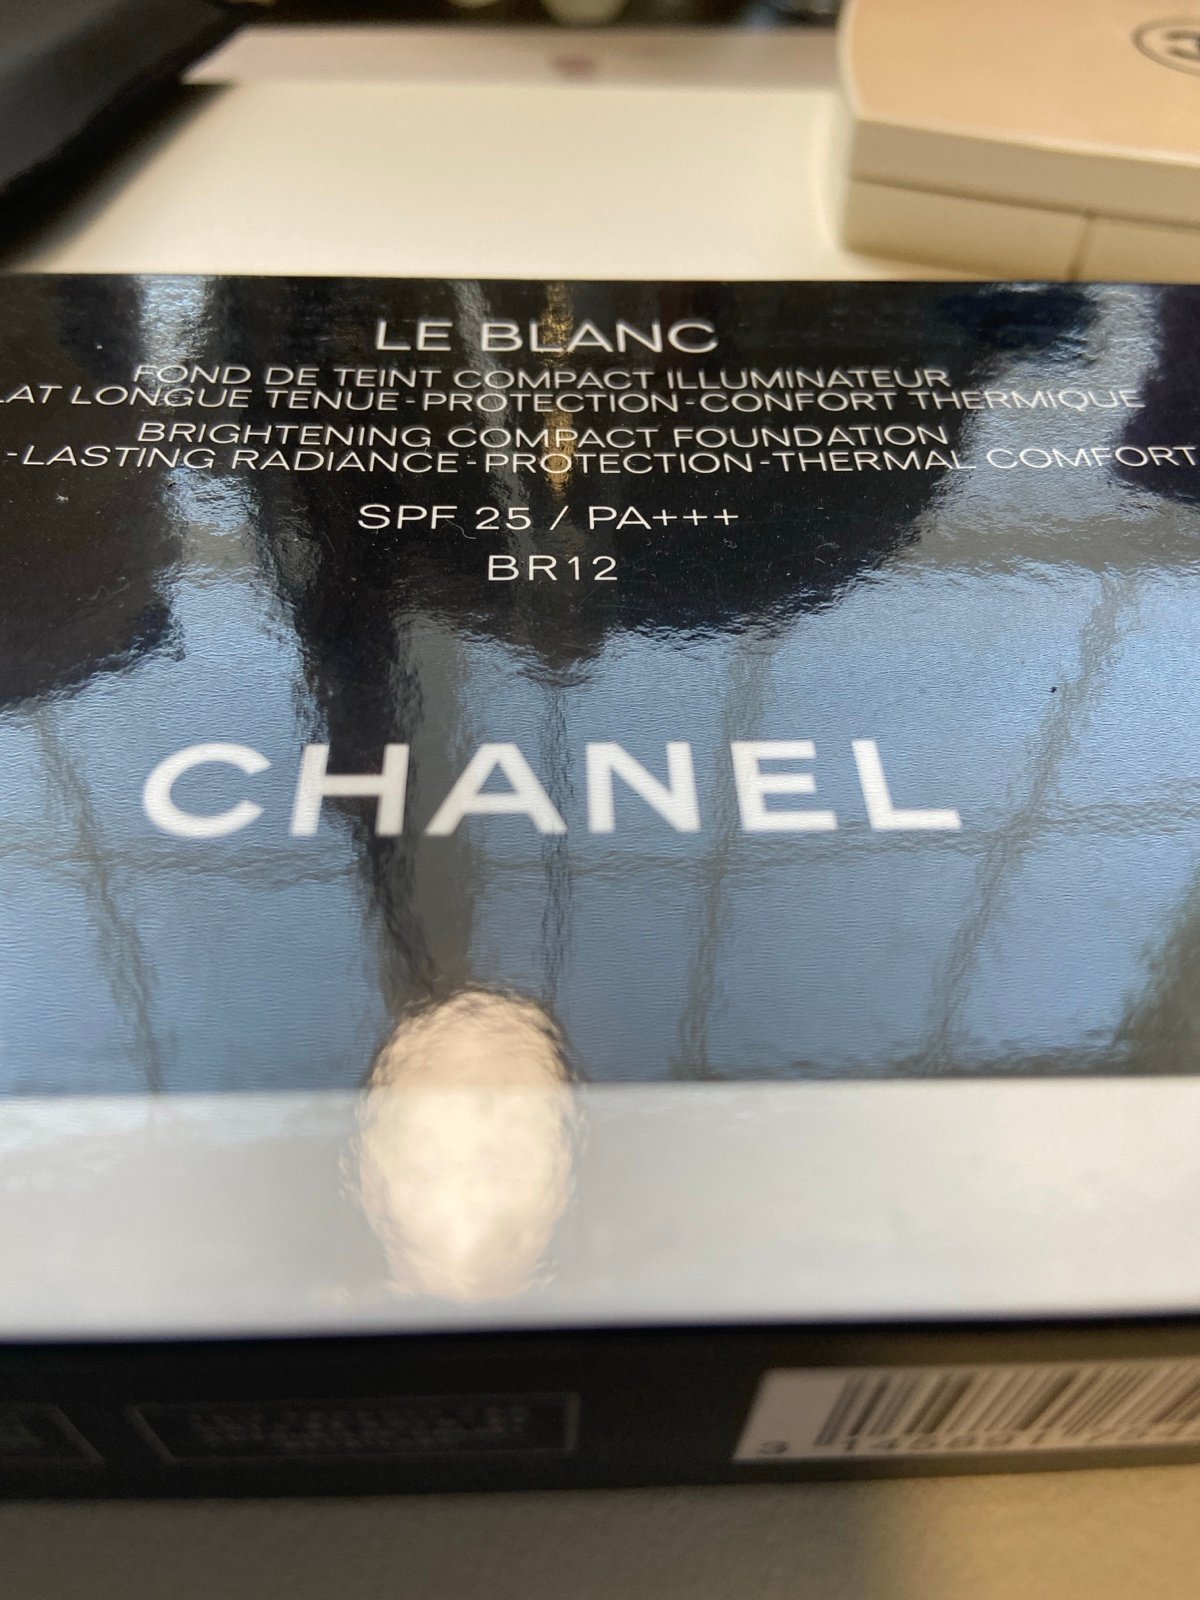 LE BLANC
FOND DE TEINT COMPACT ILLUMINATEUR
LAT LONGUE TENUE-PROTECTION-CONFORT THERMIQUE
BRIGHTENING COMPACT FOUNDATION
-LASTING RADIANCE-PROTECTION-THERMAL COMFORT
SPF 25 / PA+++
BR12
CHANEL